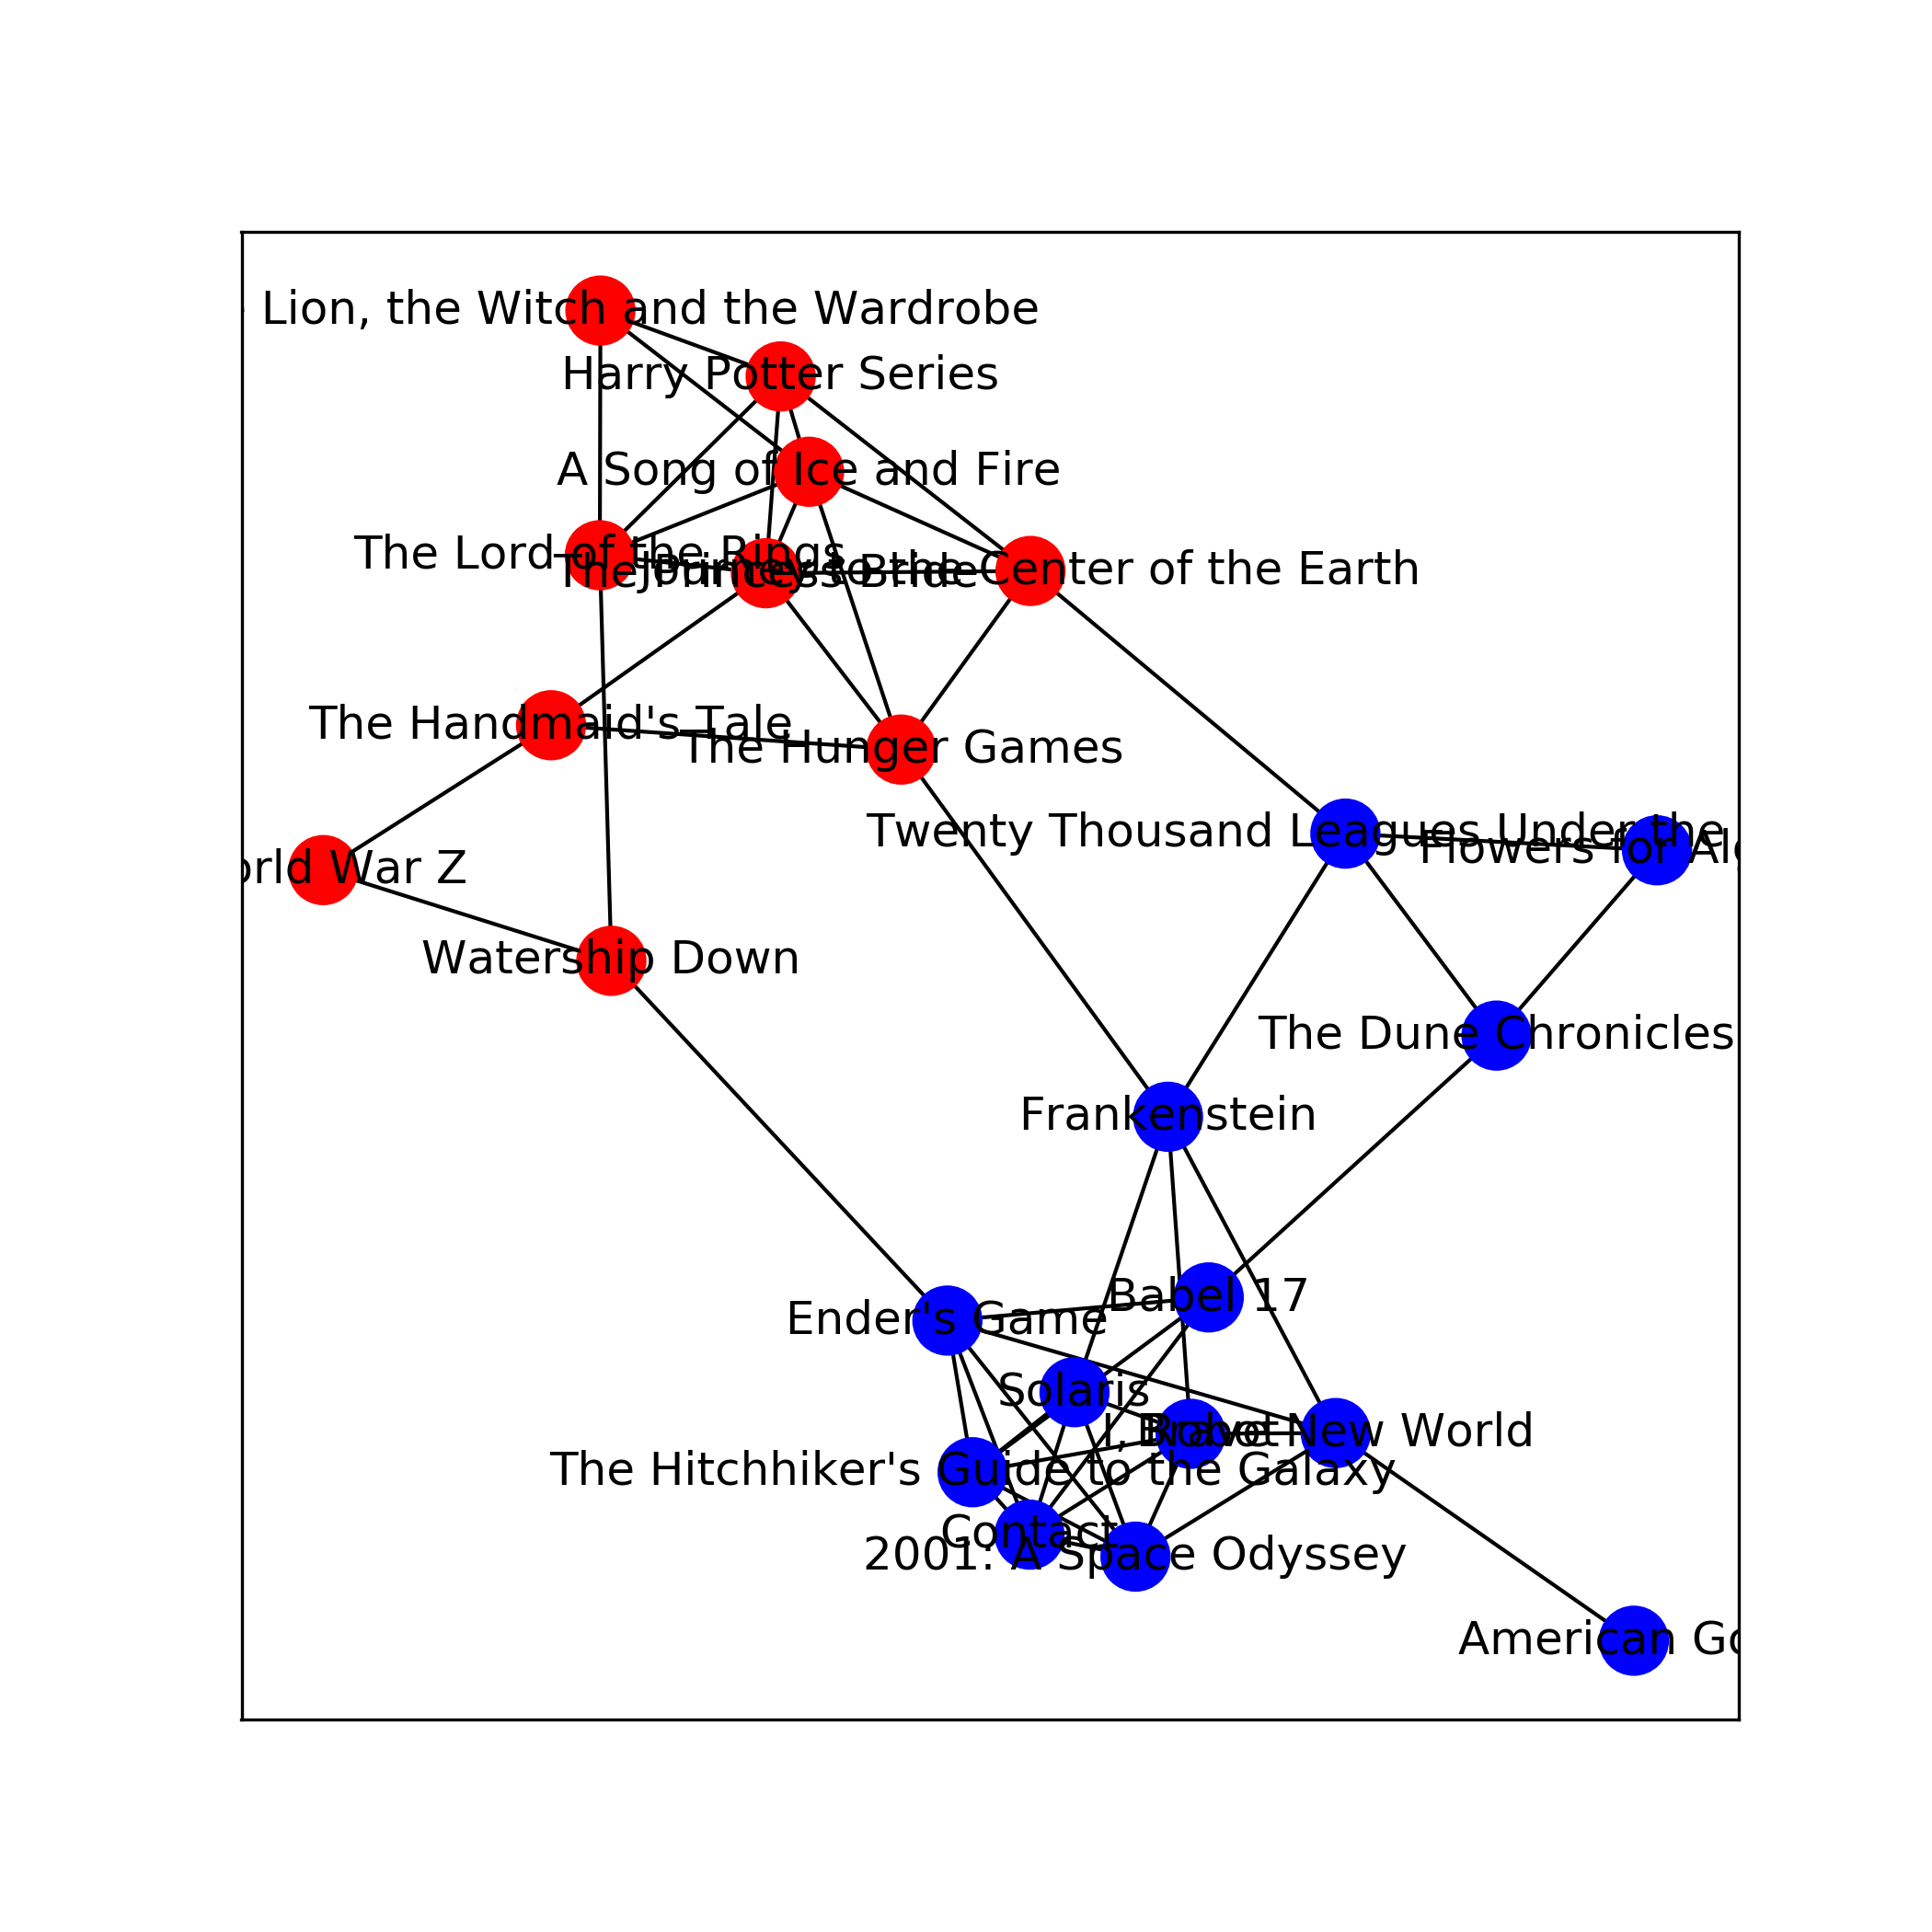 Lion, the Witch and the Wardrobe
Harry Potter Series
A Song of Ice and Fire
The Lord of the Rings
The Princess Bride
Journey to the Center of the Earth
The Handmaid's Tale
The Hunger Games
Twenty Thousand Leagues Under the
Flowers for
World War Z
Watership Down
The Dune Chronicles
Frankenstein
Babel 17
Ender's Game
Solaris
I, Robot
Brave New World
The Hitchhiker's Guide to the Galaxy
Contact
2001: A Space Odyssey
American